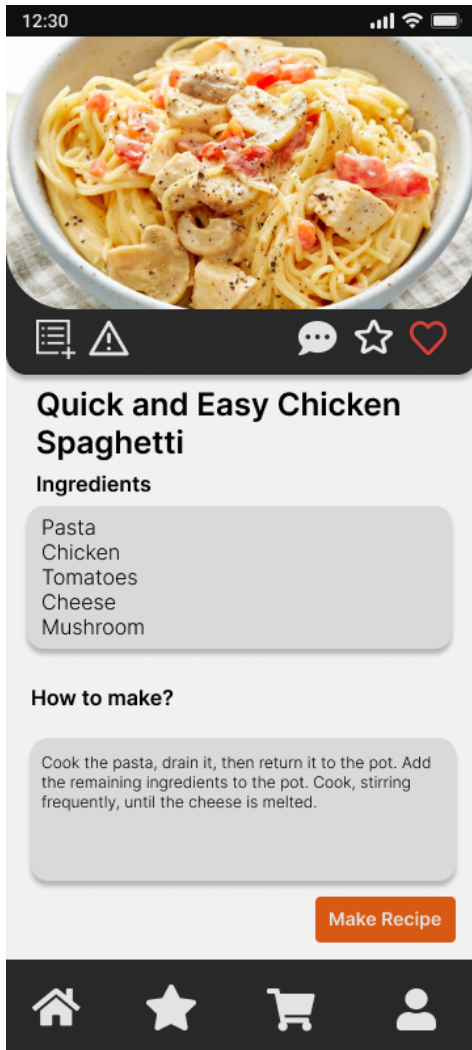 12:30
Quick and Easy Chicken
Spaghetti
Ingredients
Pasta
Chicken
Tomatoes
Cheese
Mushroom
How to make?
Cook the pasta, drain it, then return it to the pot. Add
the remaining ingredients to the pot. Cook, stirring
frequently, until the cheese is melted.
Make Recipe